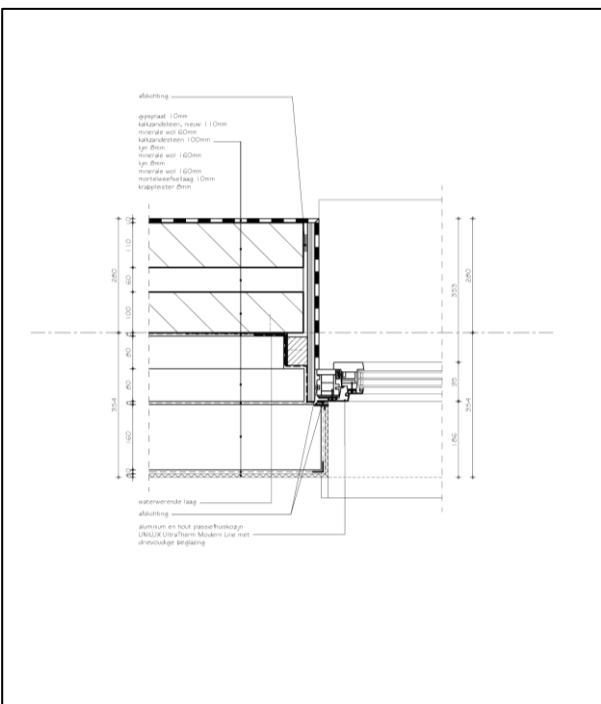 afdichting
gipsplaat 10mm
kalkzandsteen, nieuw 110mm
minerale wol 60mm
kalkzandsteen 100mm
lijm 8mm
minerale wol 160mm
lijm 8mm
minerale wol 160mm
mortelweefsellaag 10mm
krabpleister 8mm
110
60
100
80
80
160
280
354
353
186
280
354
waterwerende laag
afdichting
aluminium en hout passiefhuiskozijn
UNILUX UltraTherm Modern Line met
drievoudige beglazing